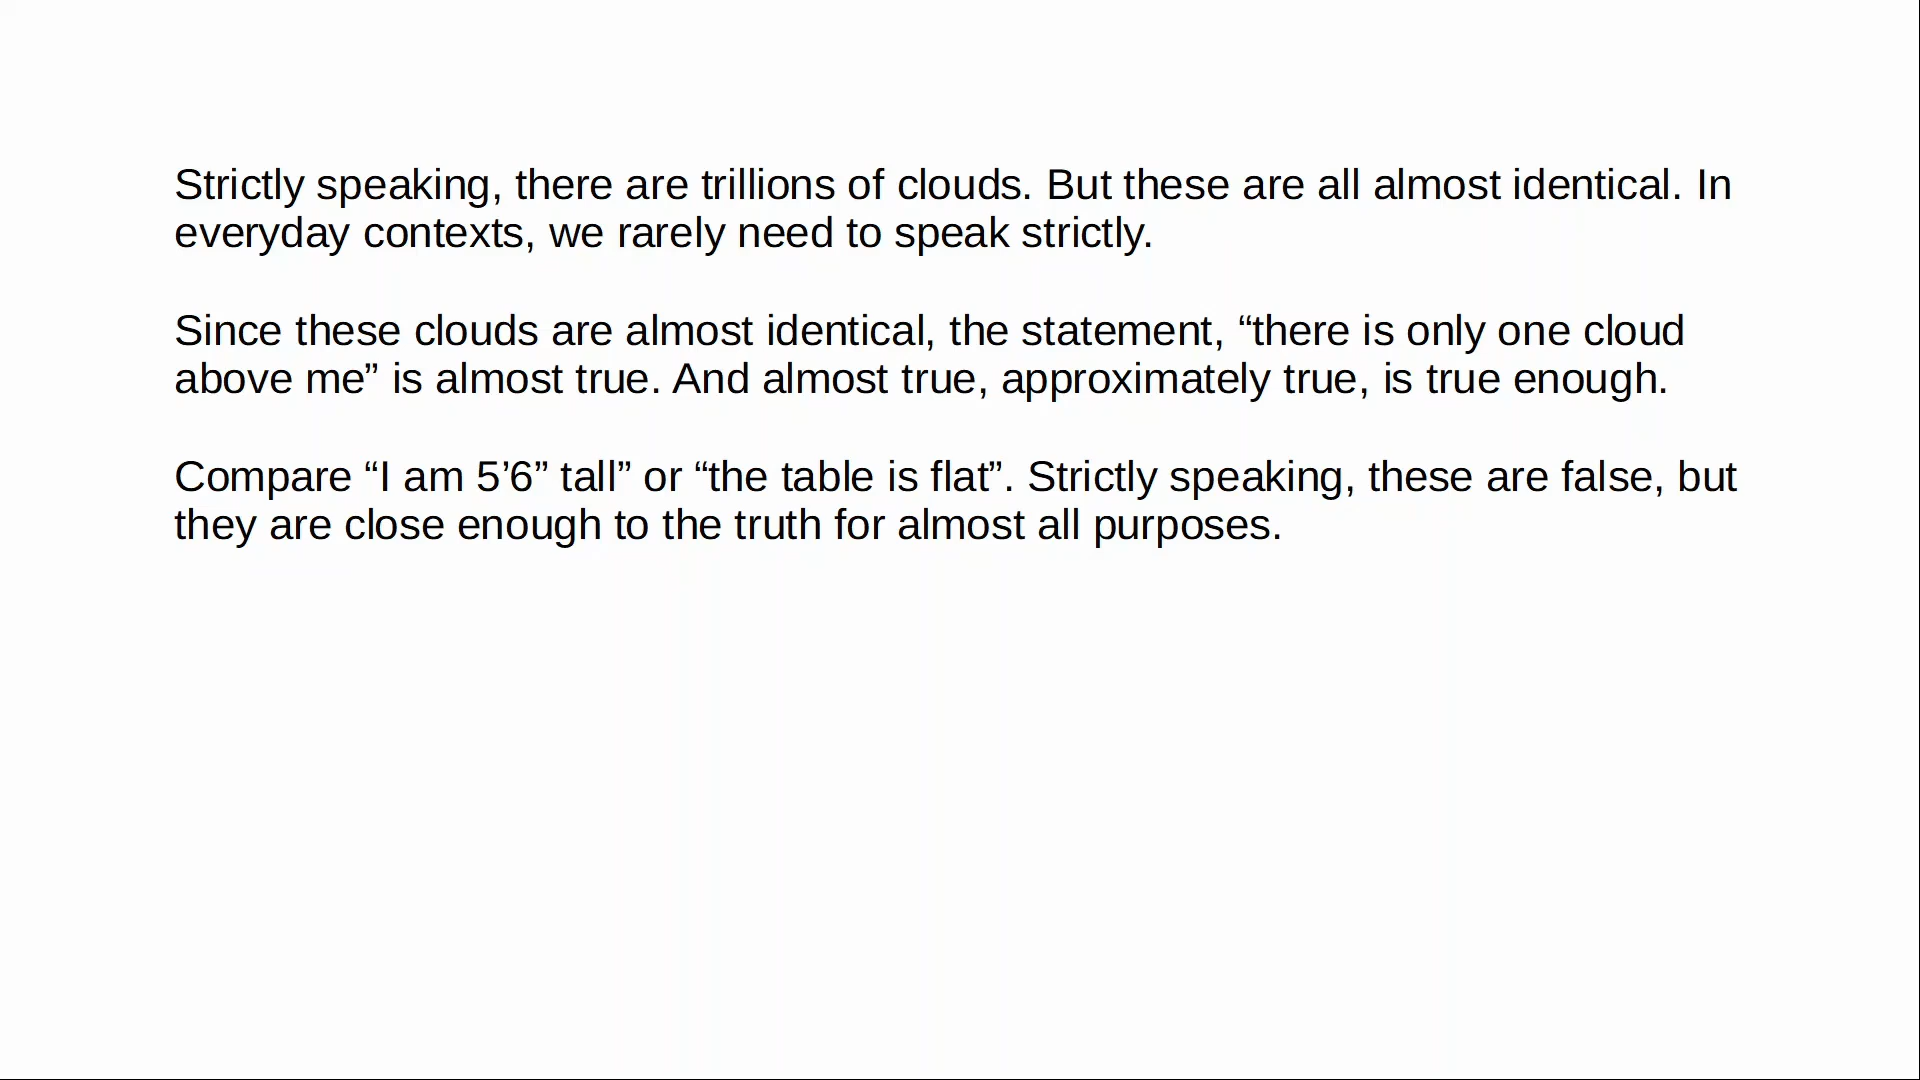 Strictly speaking, there are trillions of clouds. But these are all almost identical. In
everyday contexts, we rarely need to speak strictly.
Since these clouds are almost identical, the statement, “there is only one cloud
above me” is almost true. And almost true, approximately true, is true enough.
Compare “I am 5’6” tall” or “the table is flat”. Strictly speaking, these are false, but
they are close enough to the truth for almost all purposes.